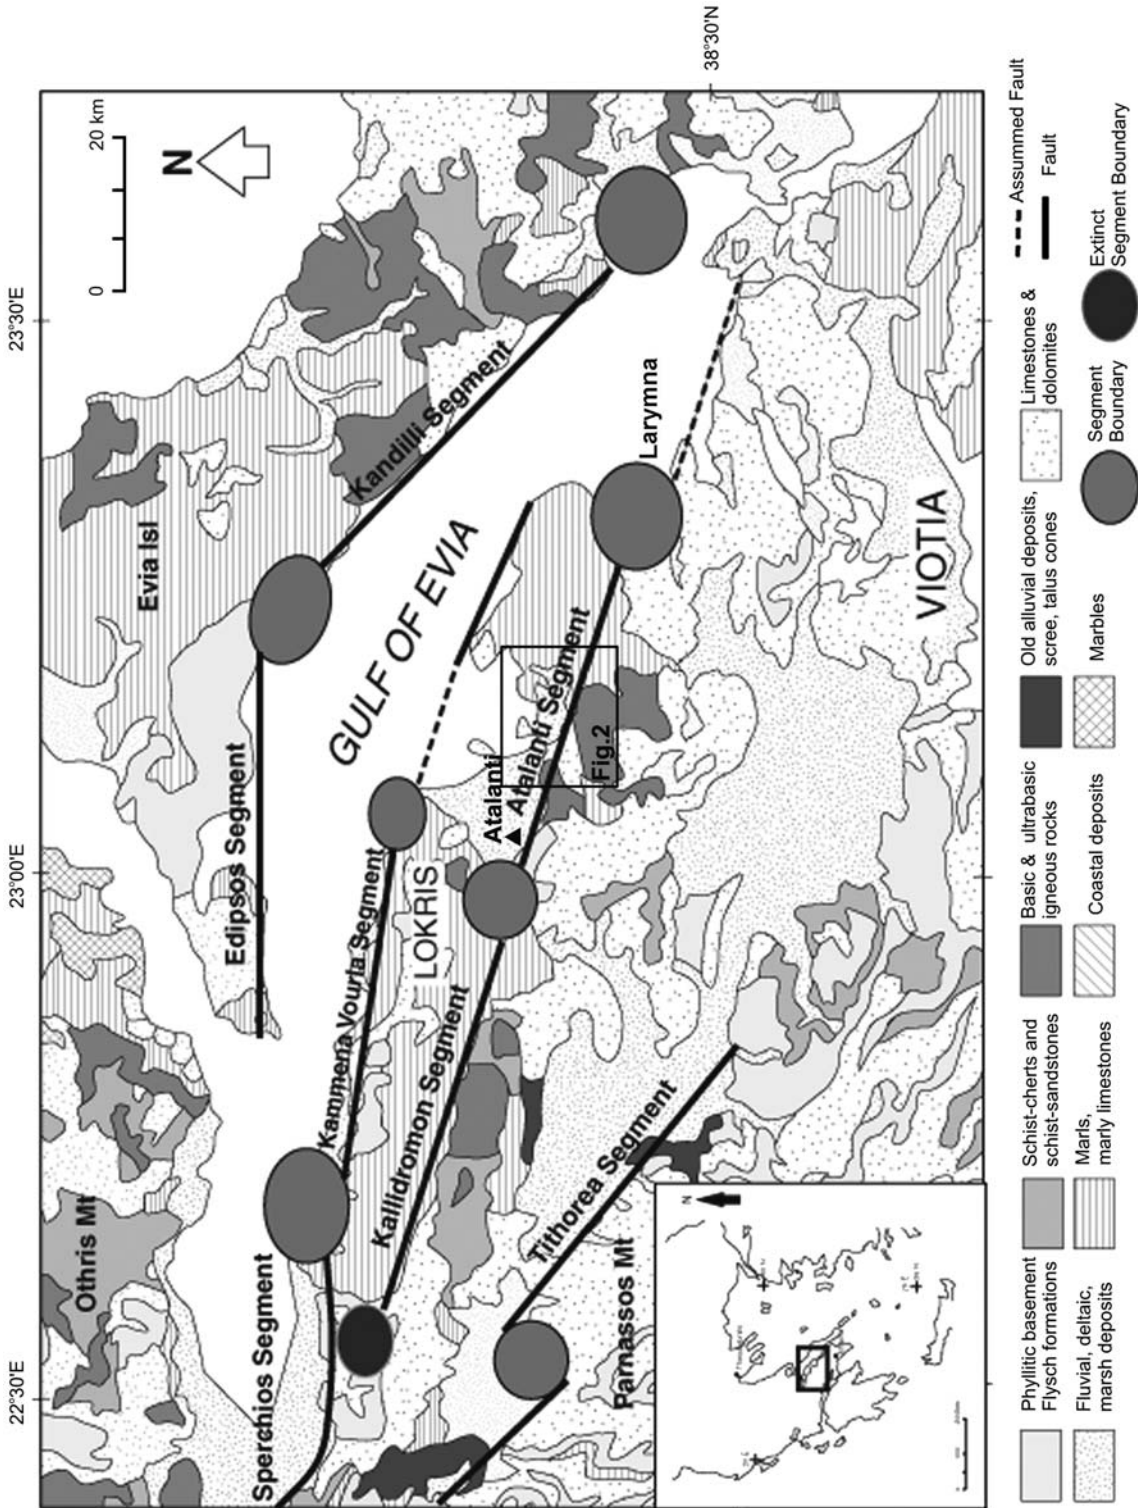 22°30'E
23°00'E
23°30'E
38°30'N
N
0
20 km
Othris Mt
Evia Isl
Sperchios Segment
Edipsos Segment
Kammena Vourla Segment
Kallidromon Segment
LOKRIS
GULF OF EVIA
Kandilli Segment
Atalanti
Atalanti Segment
Fig.2
Larymna
Tithorea Segment
Parnassos Mt
VIOTIA
N
Phyllitic basement
Flysch formations
Schist-cherts and
schist-sandstones
Basic & ultrabasic
igneous rocks
Old alluvial deposits,
scree, talus cones
Limestones &
dolomites
Assummed Fault
Fault
Fluvial, deltaic,
marsh deposits
Marls,
marly limestones
Coastal deposits
Marbles
Segment
Boundary
Extinct
Segment Boundary